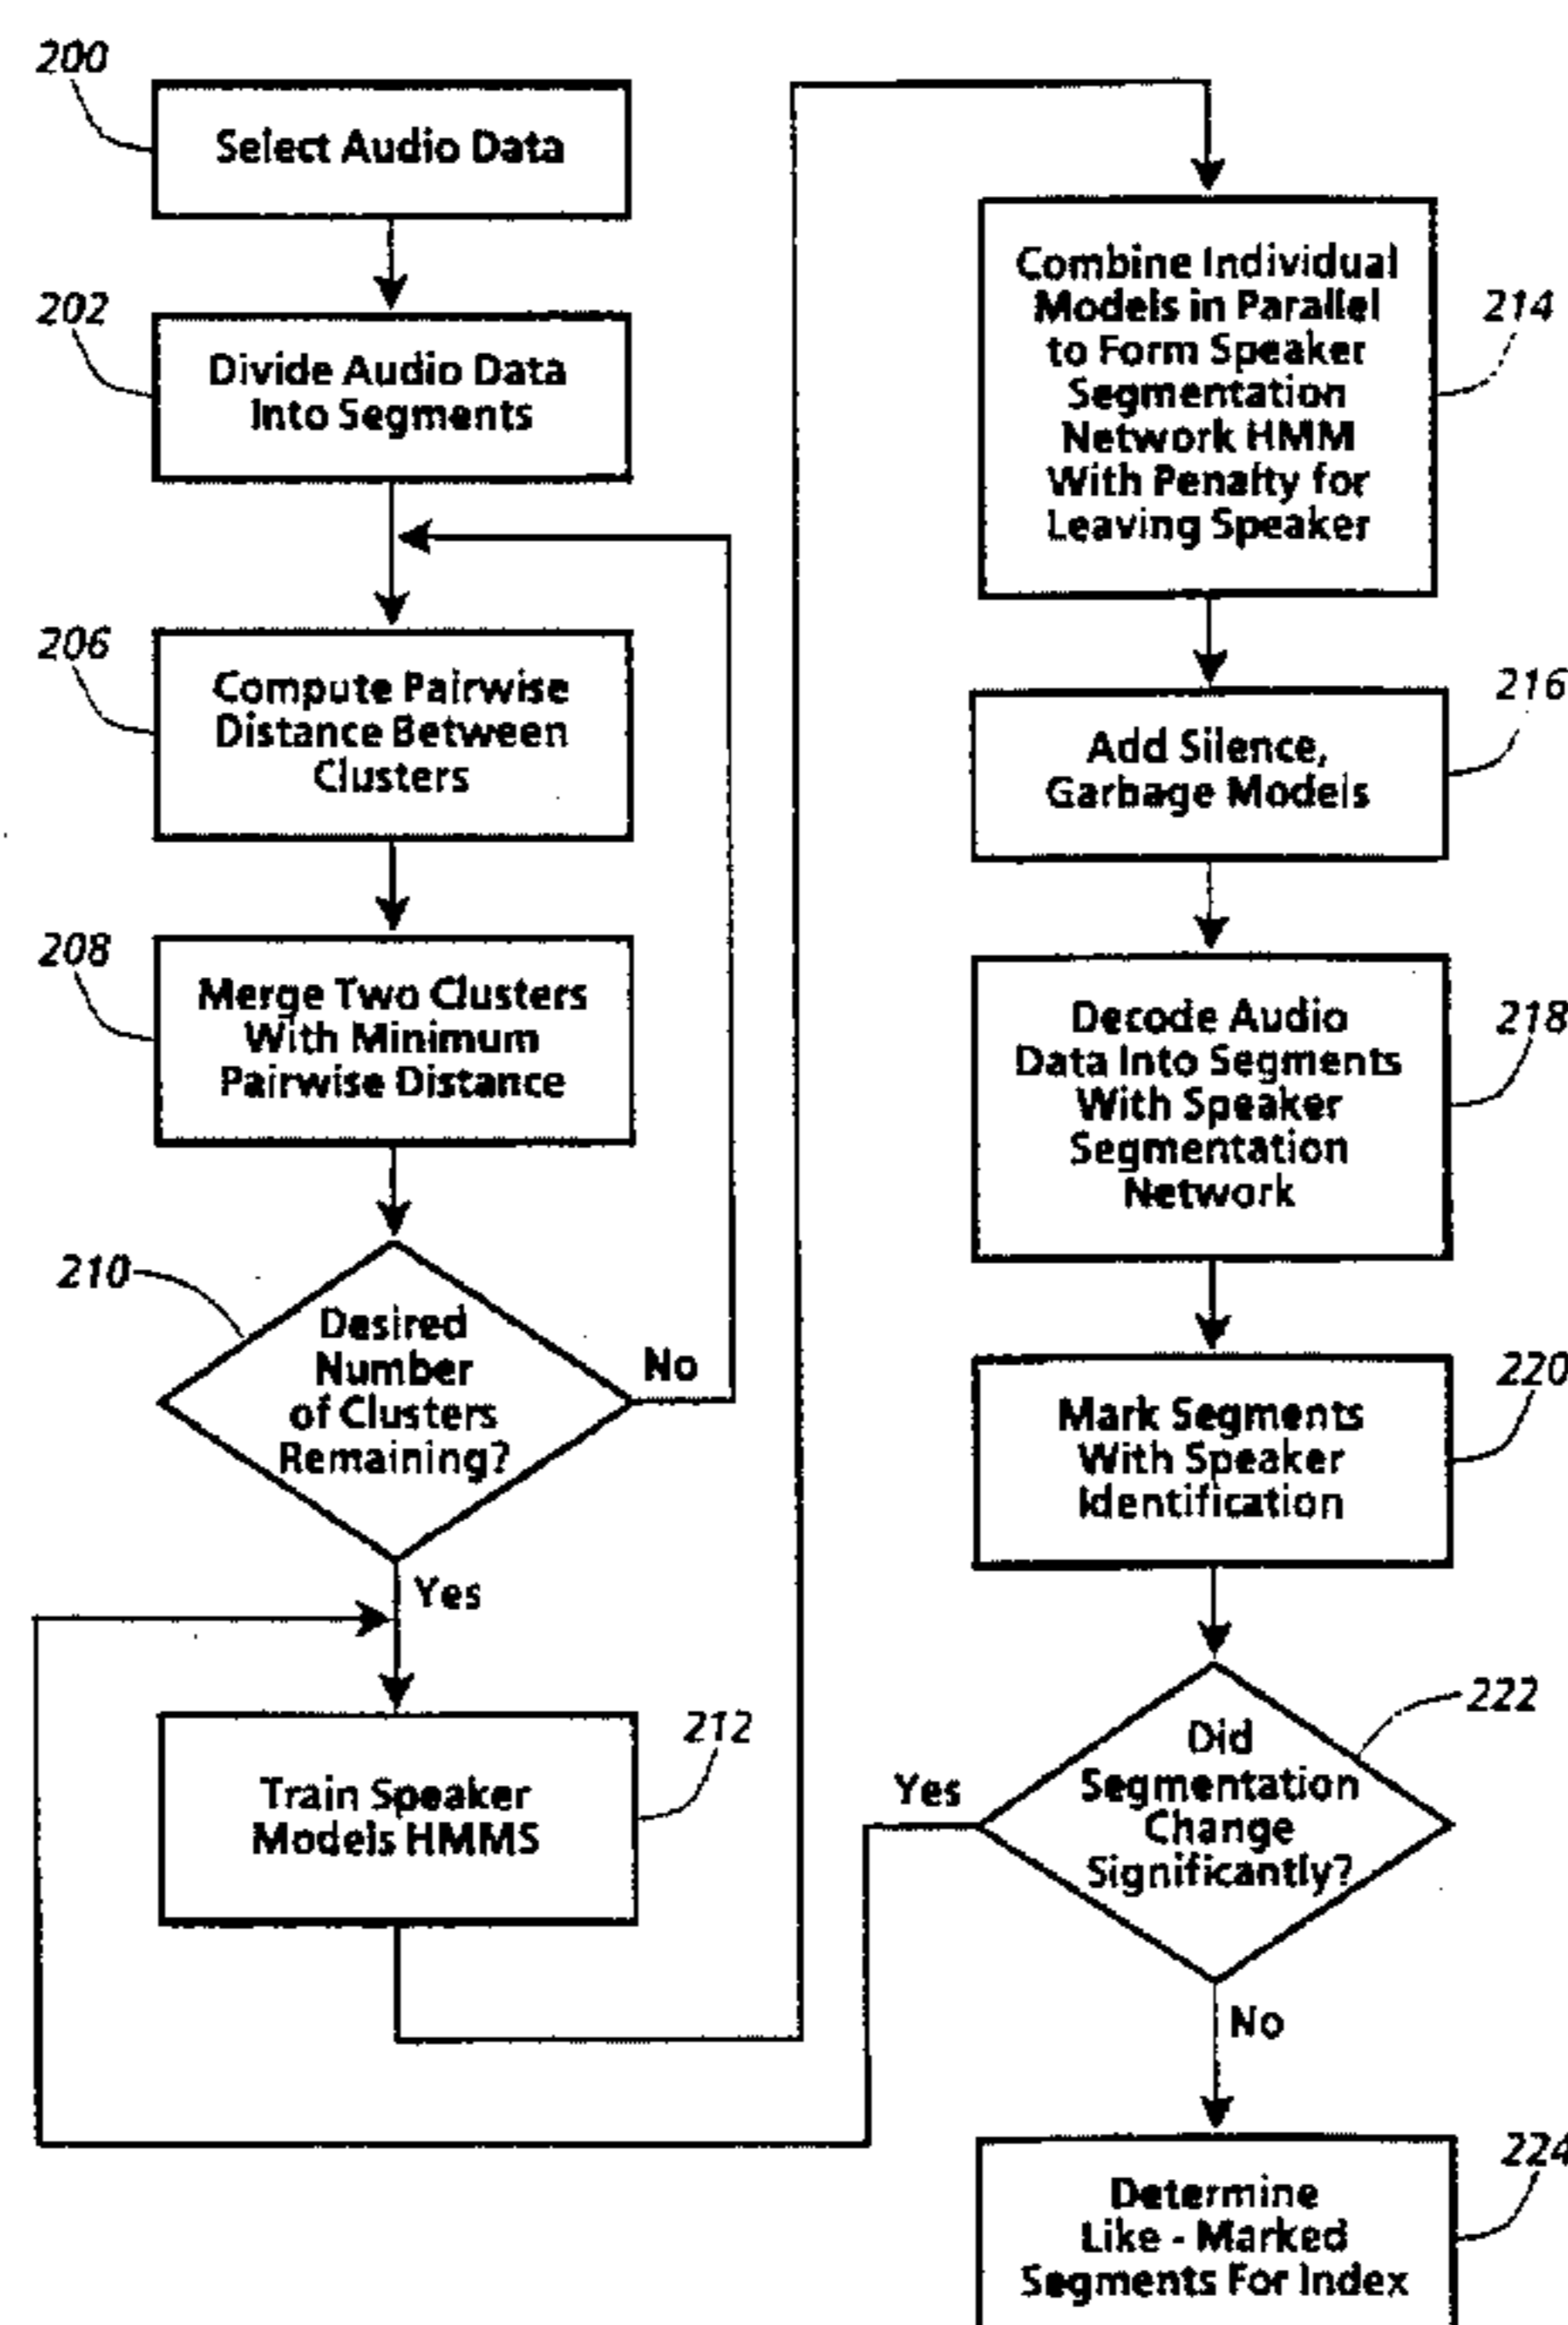 200
Select Audio Data
202
Divide Audio Data
Into Segments
206
Compute Pairwise
Distance Between
Clusters
208
Merge Two Clusters
With Minimum
Pairwise Distance
210
Desired
Number
of Clusters
Remaining?
No
Yes
212
Train Speaker
Models HMMS
214
Combine Individual
Models in Parallel
to Form Speaker
Segmentation
Network HMM
With Penalty for
Leaving Speaker
216
Add Silence,
Garbage Models
218
Decode Audio
Data Into Segments
With Speaker
Segmentation
Network
220
Mark Segments
With Speaker
Identification
222
Did
Segmentation
Change
Significantly?
Yes
No
224
Determine
Like - Marked
Segments For Index